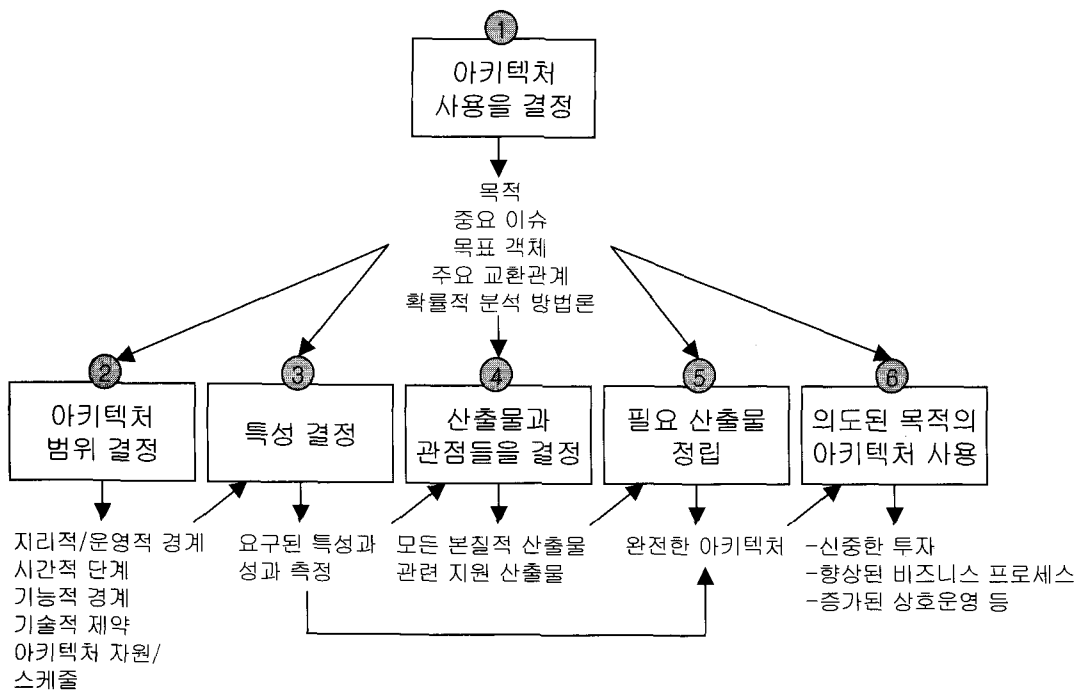 1
아키텍처
사용을 결정
목적
중요 이슈
목표 객체
주요 교환관계
확률적 분석 방법론
2
아키텍처
범위 결정
지리적/운영적 경계
시간적 단계
기능적 경계
기술적 제약
아키텍처 자원/
스케줄
3
특성 결정
요구된 특성과
성과 측정
4
산출물과
관점들을 결정
모든 본질적 산출물
관련 지원 산출물
5
필요 산출물
정립
완전한 아키텍처
6
의도된 목적의
아키텍처 사용
-신중한 투자
-향상된 비즈니스 프로세스
-증가된 상호운영 등